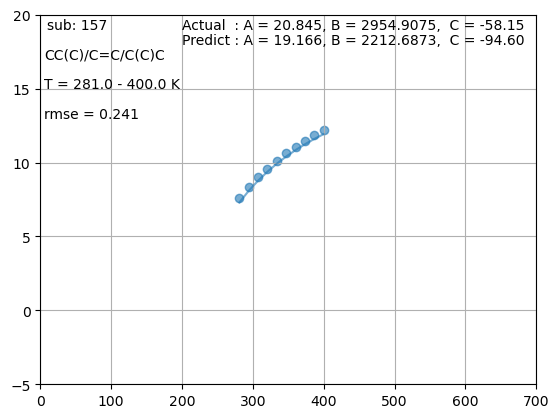 sub: 157
Actual  : A = 20.845, B = 2954.9075,  C = -58.15
Predict : A = 19.166, B = 2212.6873,  C = -94.60
CC(C)/C=C/C(C)C
T = 281.0 - 400.0 K
rmse = 0.241
20
15
10
5
0
−5
0 100 200 300 400 500 600 700